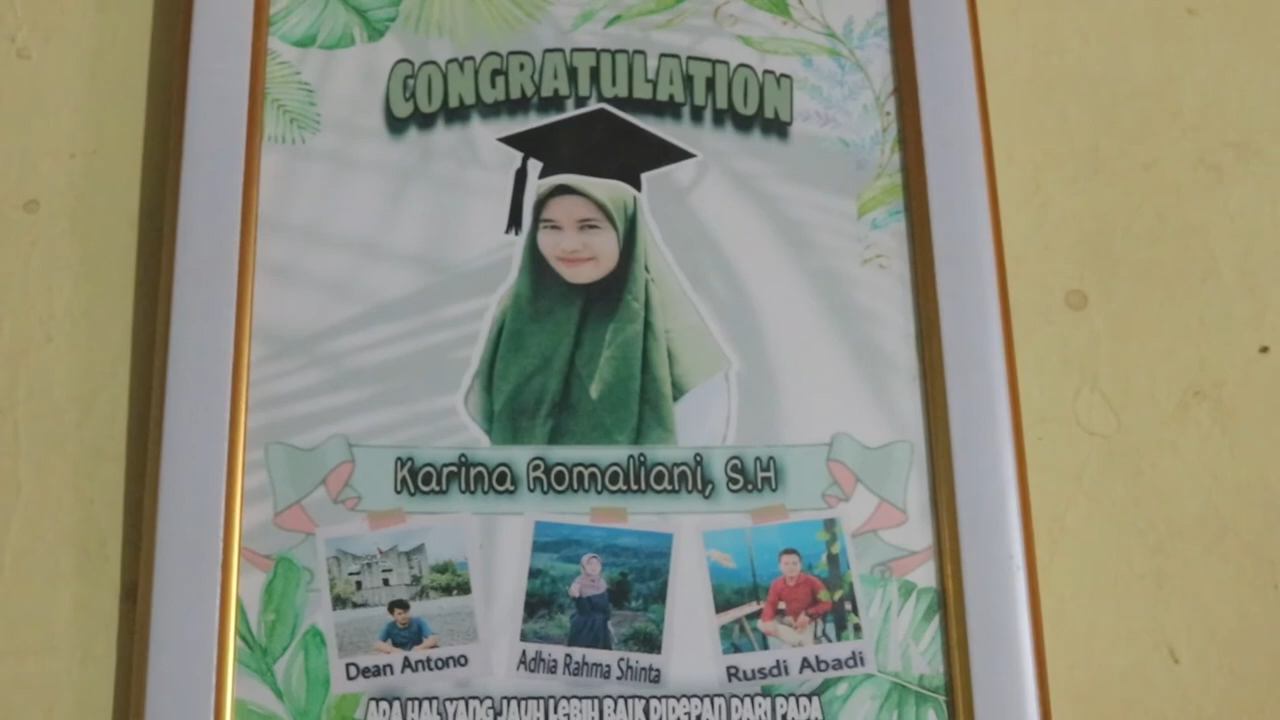 CONGRATULATION
Karina Romaliani, S.H
Dean Antono
Adhia Rahma Shinta
Rusdi Abadi
ADA HAL YANG JAUH LEBIH BAIK DIDEPAN DARI PADA